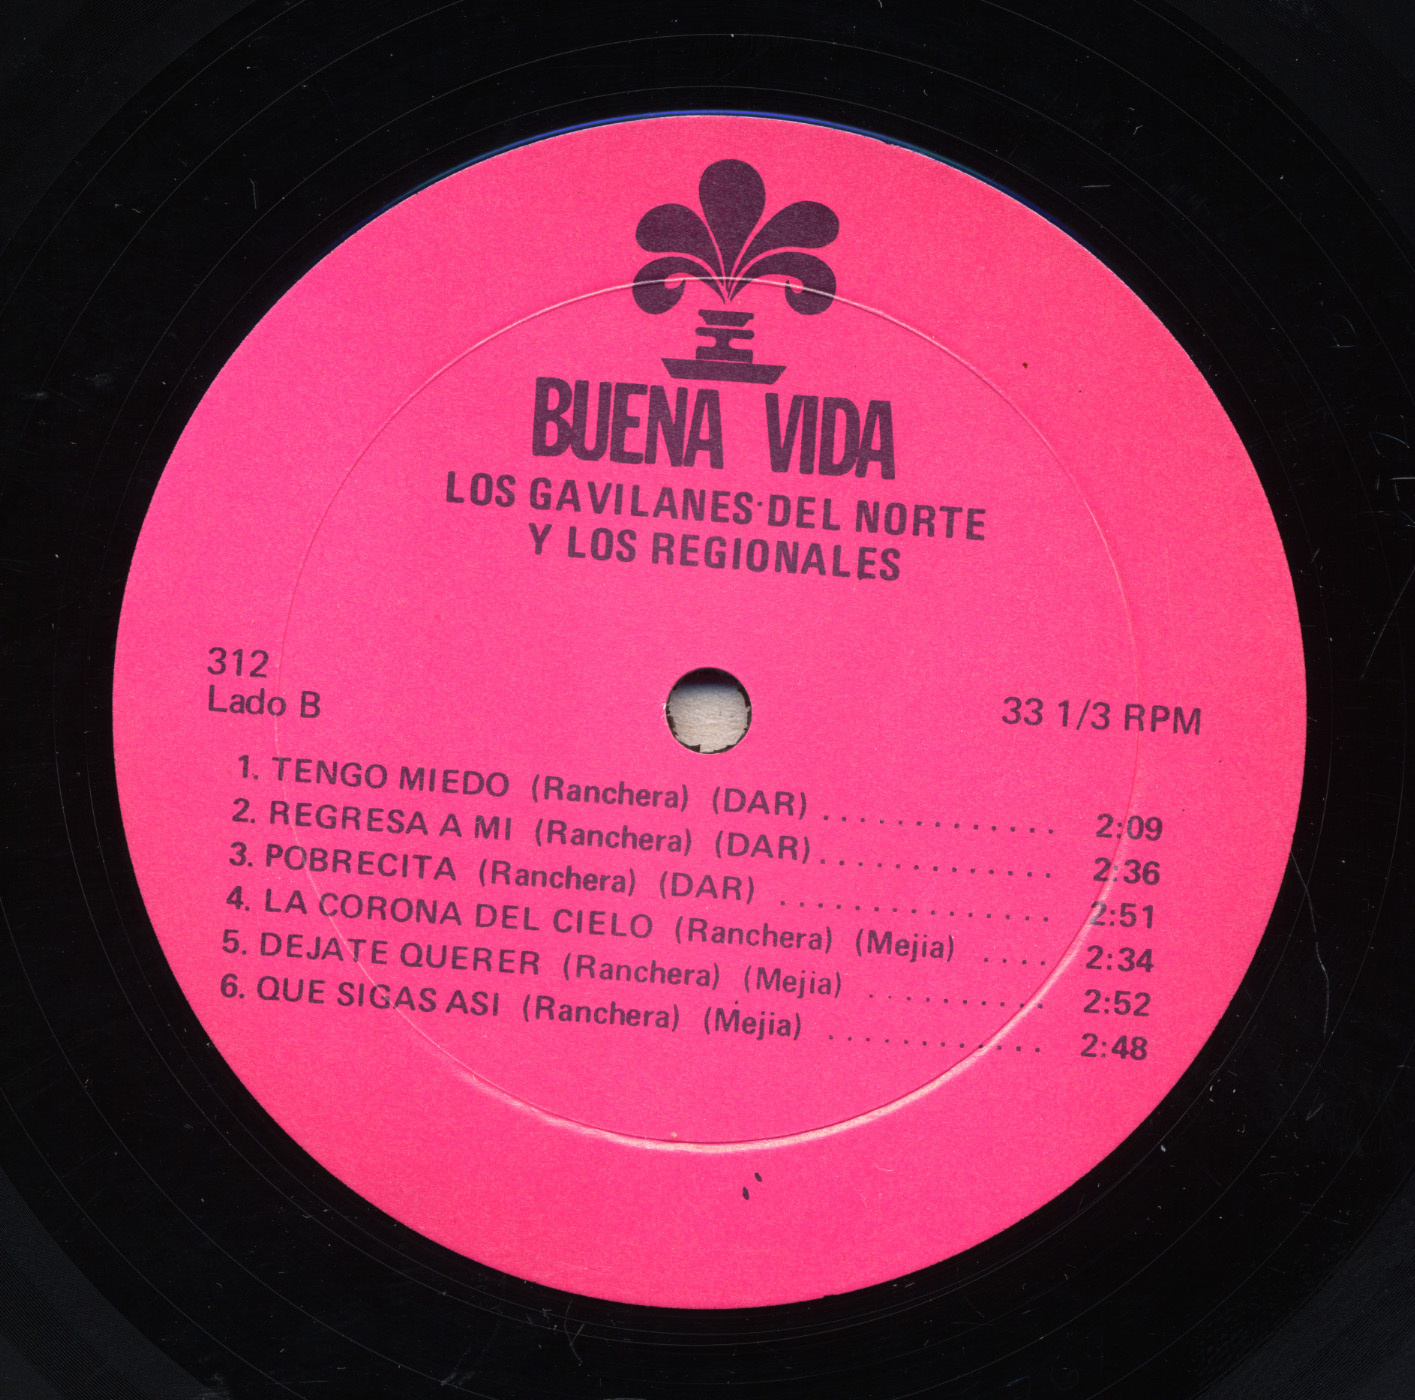 BUENA VIDA
LOS GAVILANES DEL NORTE
Y LOS REGIONALES
312
Lado B
33 1/3 RPM
1. TENGO MIEDO (Ranchera) (DAR) ............. 2:09
2. REGRESA A MI (Ranchera) (DAR) ............. 2:36
3. POBRECITA (Ranchera) (DAR) ............... 2:51
4. LA CORONA DEL CIELO (Ranchera) (Mejia) .... 2:34
5. DEJATE QUERER (Ranchera) (Mejia) .......... 2:52
6. QUE SIGAS ASI (Ranchera) (Mejia) ............ 2:48